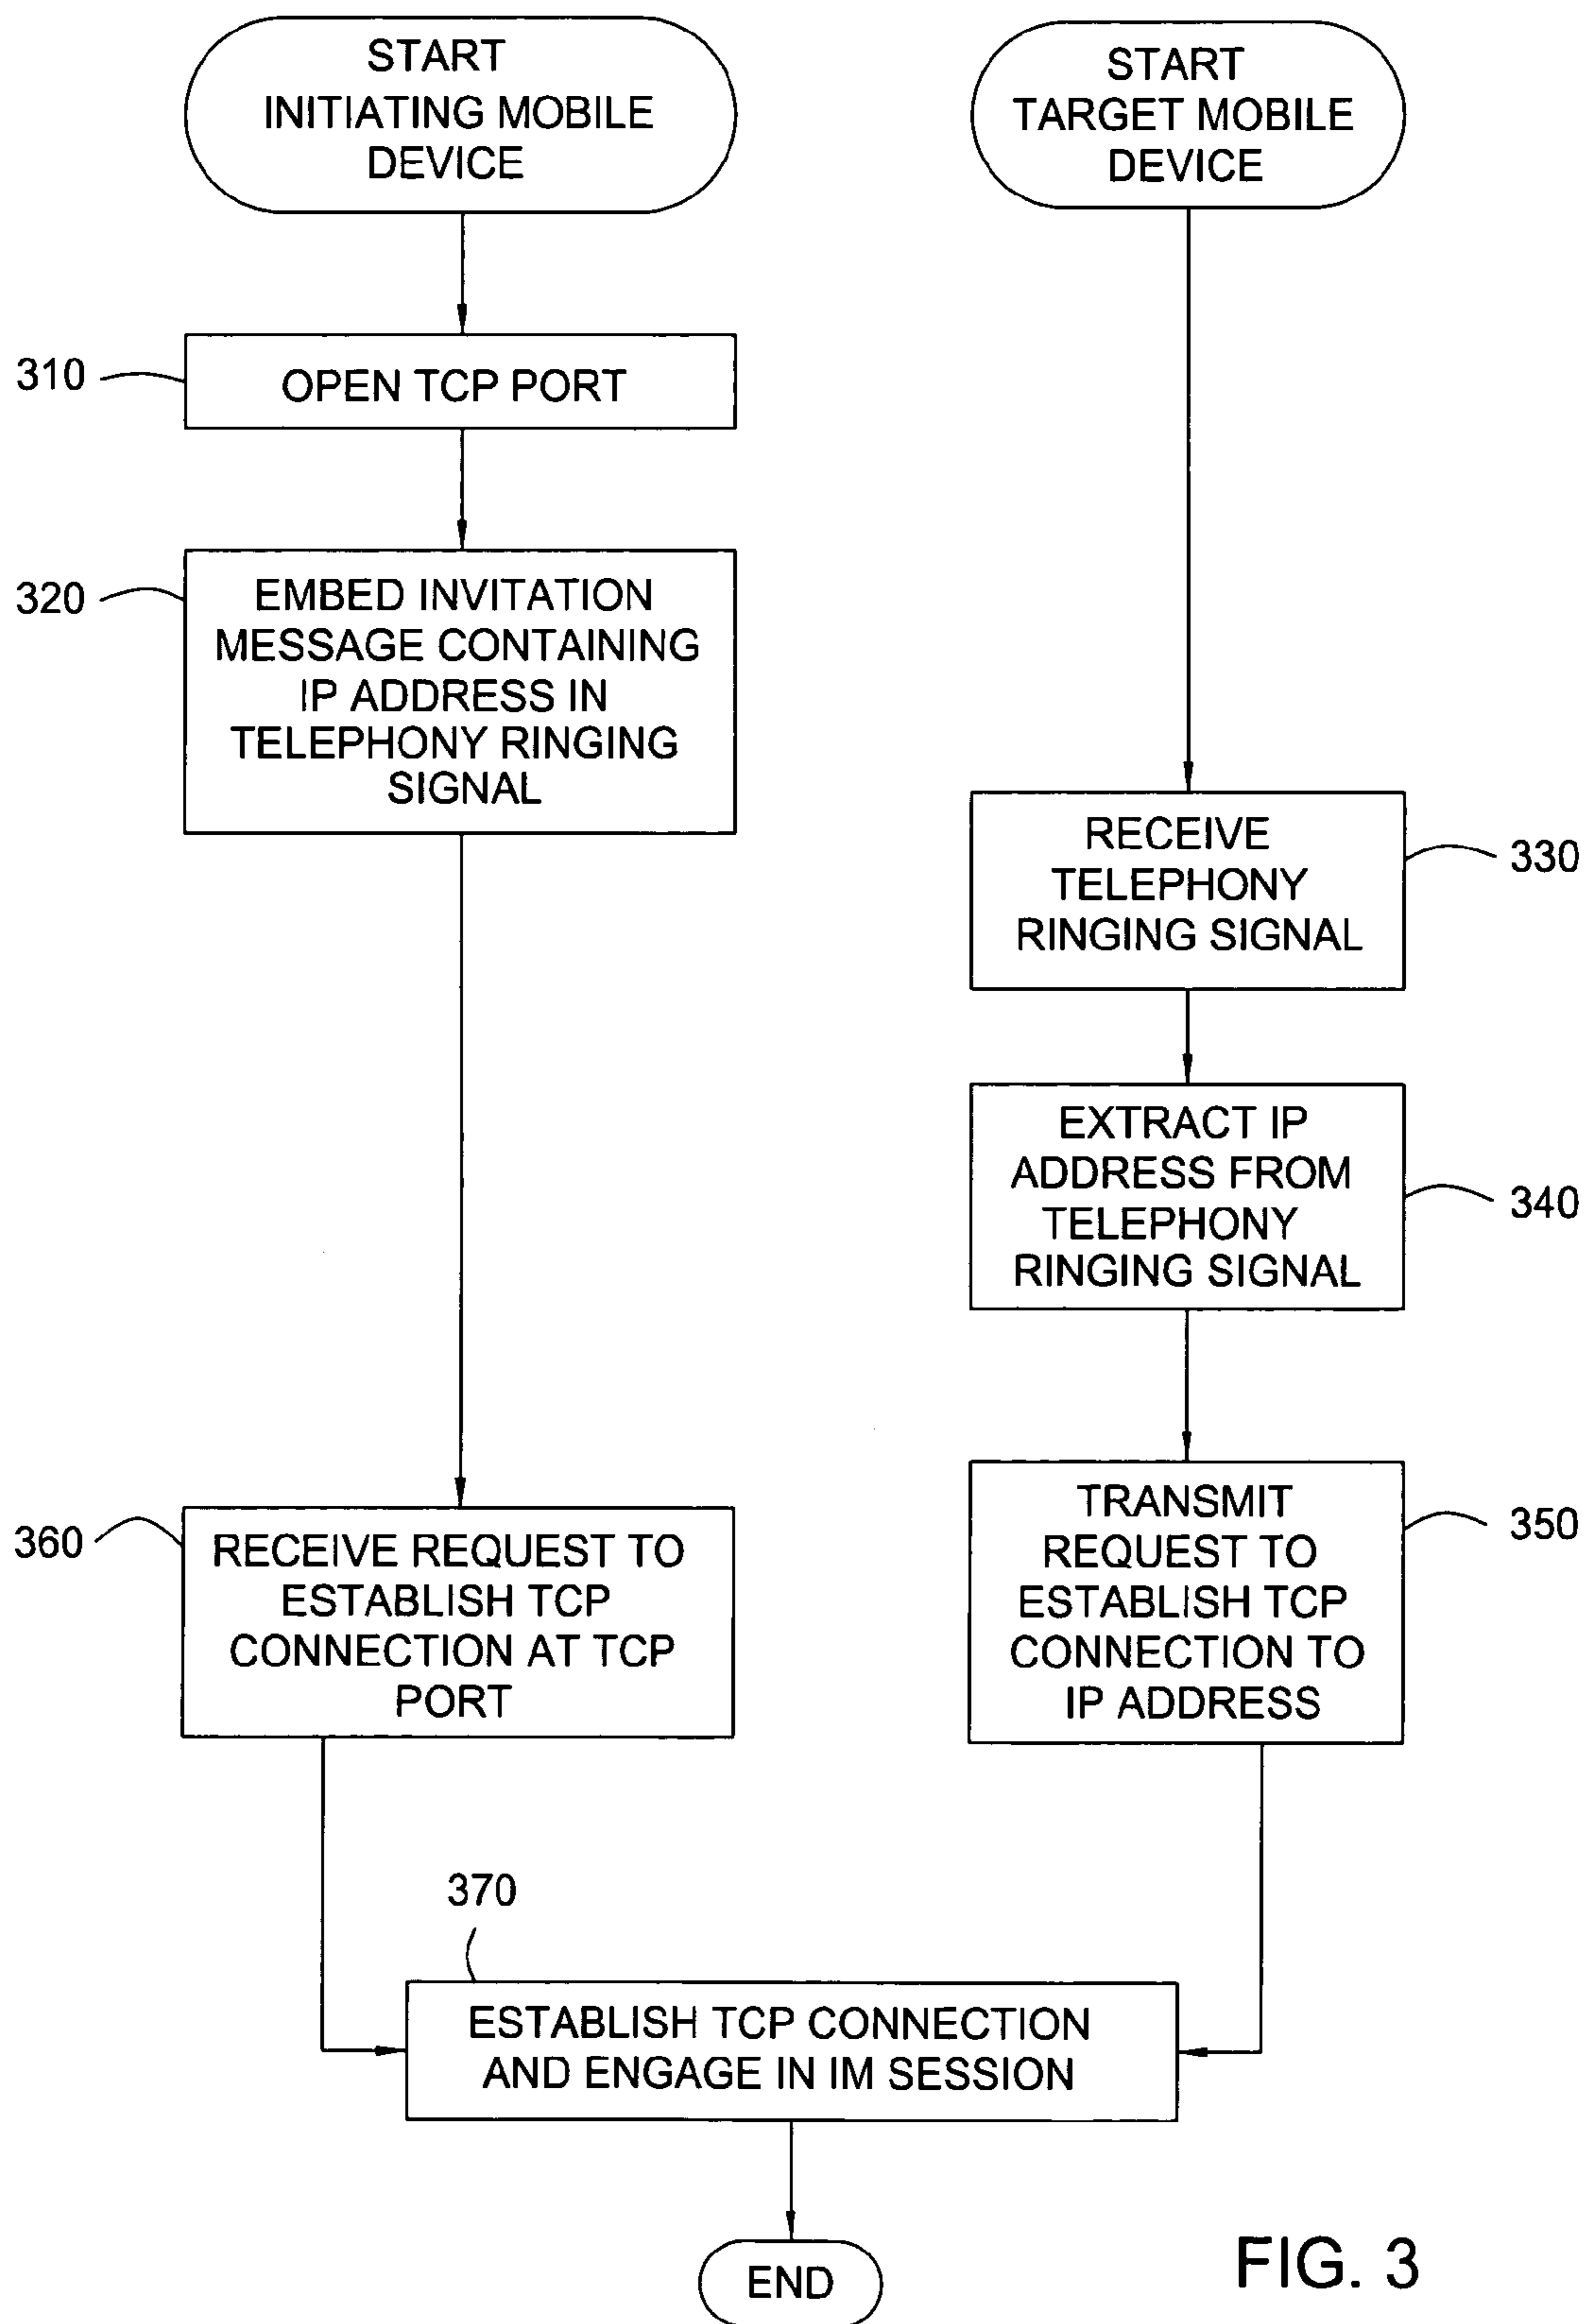 START
INITIATING MOBILE
DEVICE
START
TARGET MOBILE
DEVICE
310
OPEN TCP PORT
320
EMBED INVITATION
MESSAGE CONTAINING
IP ADDRESS IN
TELEPHONY RINGING
SIGNAL
RECEIVE
TELEPHONY
RINGING SIGNAL
330
EXTRACT IP
ADDRESS FROM
TELEPHONY
RINGING SIGNAL
340
TRANSMIT
REQUEST TO
ESTABLISH TCP
CONNECTION TO
IP ADDRESS
350
360
RECEIVE REQUEST TO
ESTABLISH TCP
CONNECTION AT TCP
PORT
370
ESTABLISH TCP CONNECTION
AND ENGAGE IN IM SESSION
END
FIG. 3